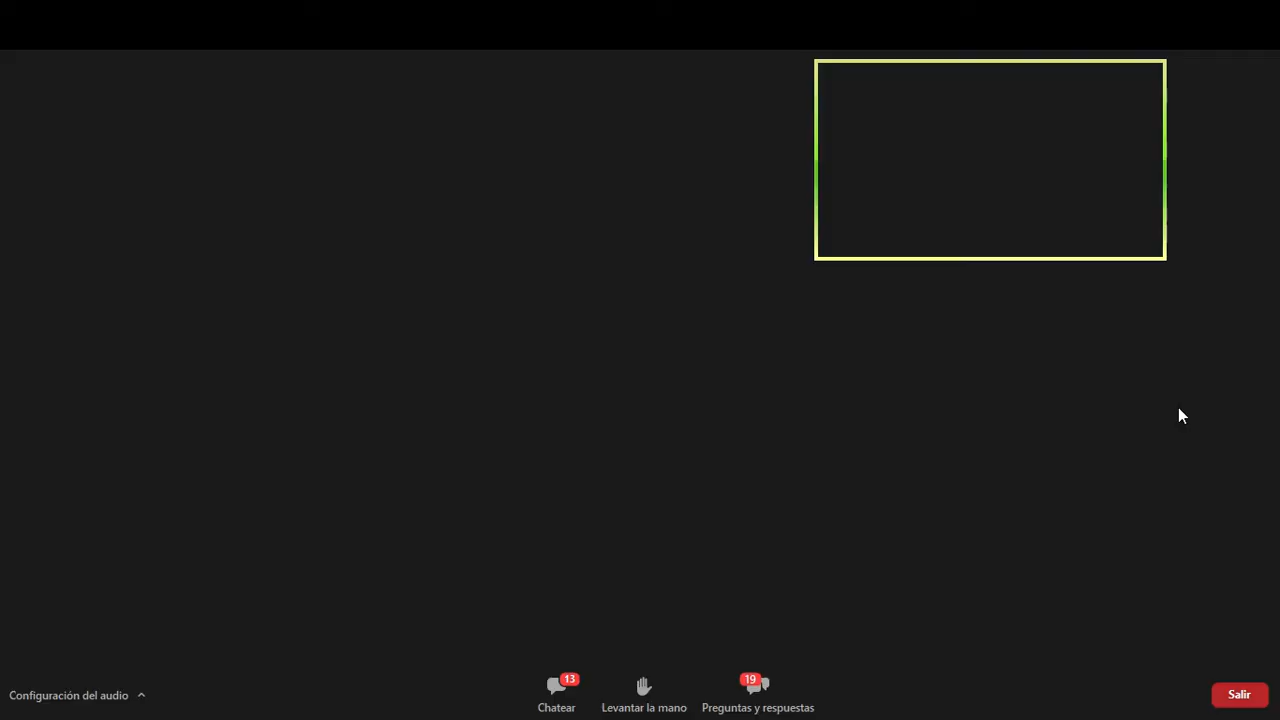 13
19
Configuración del audio
Chatear
Levantar la mano
Preguntas y respuestas
Salir